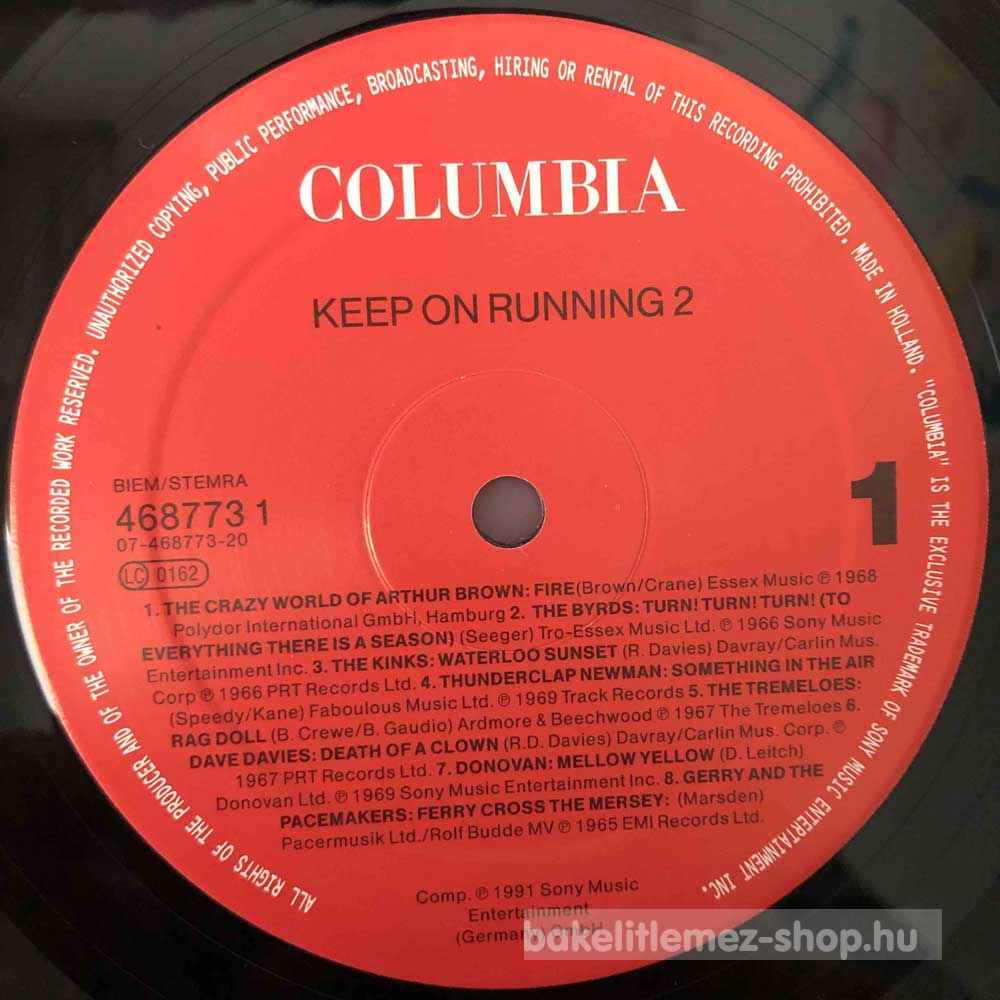 ALL RIGHTS OF THE PRODUCER AND OF THE OWNER OF THE RECORDED WORK RESERVED. UNAUTHORIZED COPYING, PUBLIC PERFORMANCE, BROADCASTING, HIRING OR RENTAL OF THIS RECORDING PROHIBITED. MADE IN HOLLAND. "COLUMBIA" IS THE EXCLUSIVE TRADEMARK OF SONY MUSIC ENTERTAINMENT INC.
COLUMBIA
KEEP ON RUNNING 2
BIEM/STEMRA
468773 1
07-468773-20
LC 0162
1
1. THE CRAZY WORLD OF ARTHUR BROWN: FIRE(Brown/Crane) Essex Music ℗ 1968
Polydor International GmbH, Hamburg 2. THE BYRDS: TURN! TURN! TURN! (TO
EVERYTHING THERE IS A SEASON) (Seeger) Tro-Essex Music Ltd. ℗ 1966 Sony Music
Entertainment Inc. 3. THE KINKS: WATERLOO SUNSET (R. Davies) Davray/Carlin Mus.
Corp ℗ 1966 PRT Records Ltd. 4. THUNDERCLAP NEWMAN: SOMETHING IN THE AIR
(Speedy/Kane) Faboulous Music Ltd. ℗ 1969 Track Records 5. THE TREMELOES:
RAG DOLL (B. Crewe/B. Gaudio) Ardmore & Beechwood ℗ 1967 The Tremeloes 6.
DAVE DAVIES: DEATH OF A CLOWN (R.D. Davies) Davray/Carlin Mus. Corp. ℗
1967 PRT Records Ltd. 7. DONOVAN: MELLOW YELLOW (D. Leitch)
Donovan Ltd. ℗ 1969 Sony Music Entertainment Inc. 8. GERRY AND THE
PACEMAKERS: FERRY CROSS THE MERSEY: (Marsden)
Pacermusik Ltd./Rolf Budde MV ℗ 1965 EMI Records Ltd.
Comp. ℗ 1991 Sony Music
Entertainment
(Germany) GmbH
bakelitlemez-shop.hu